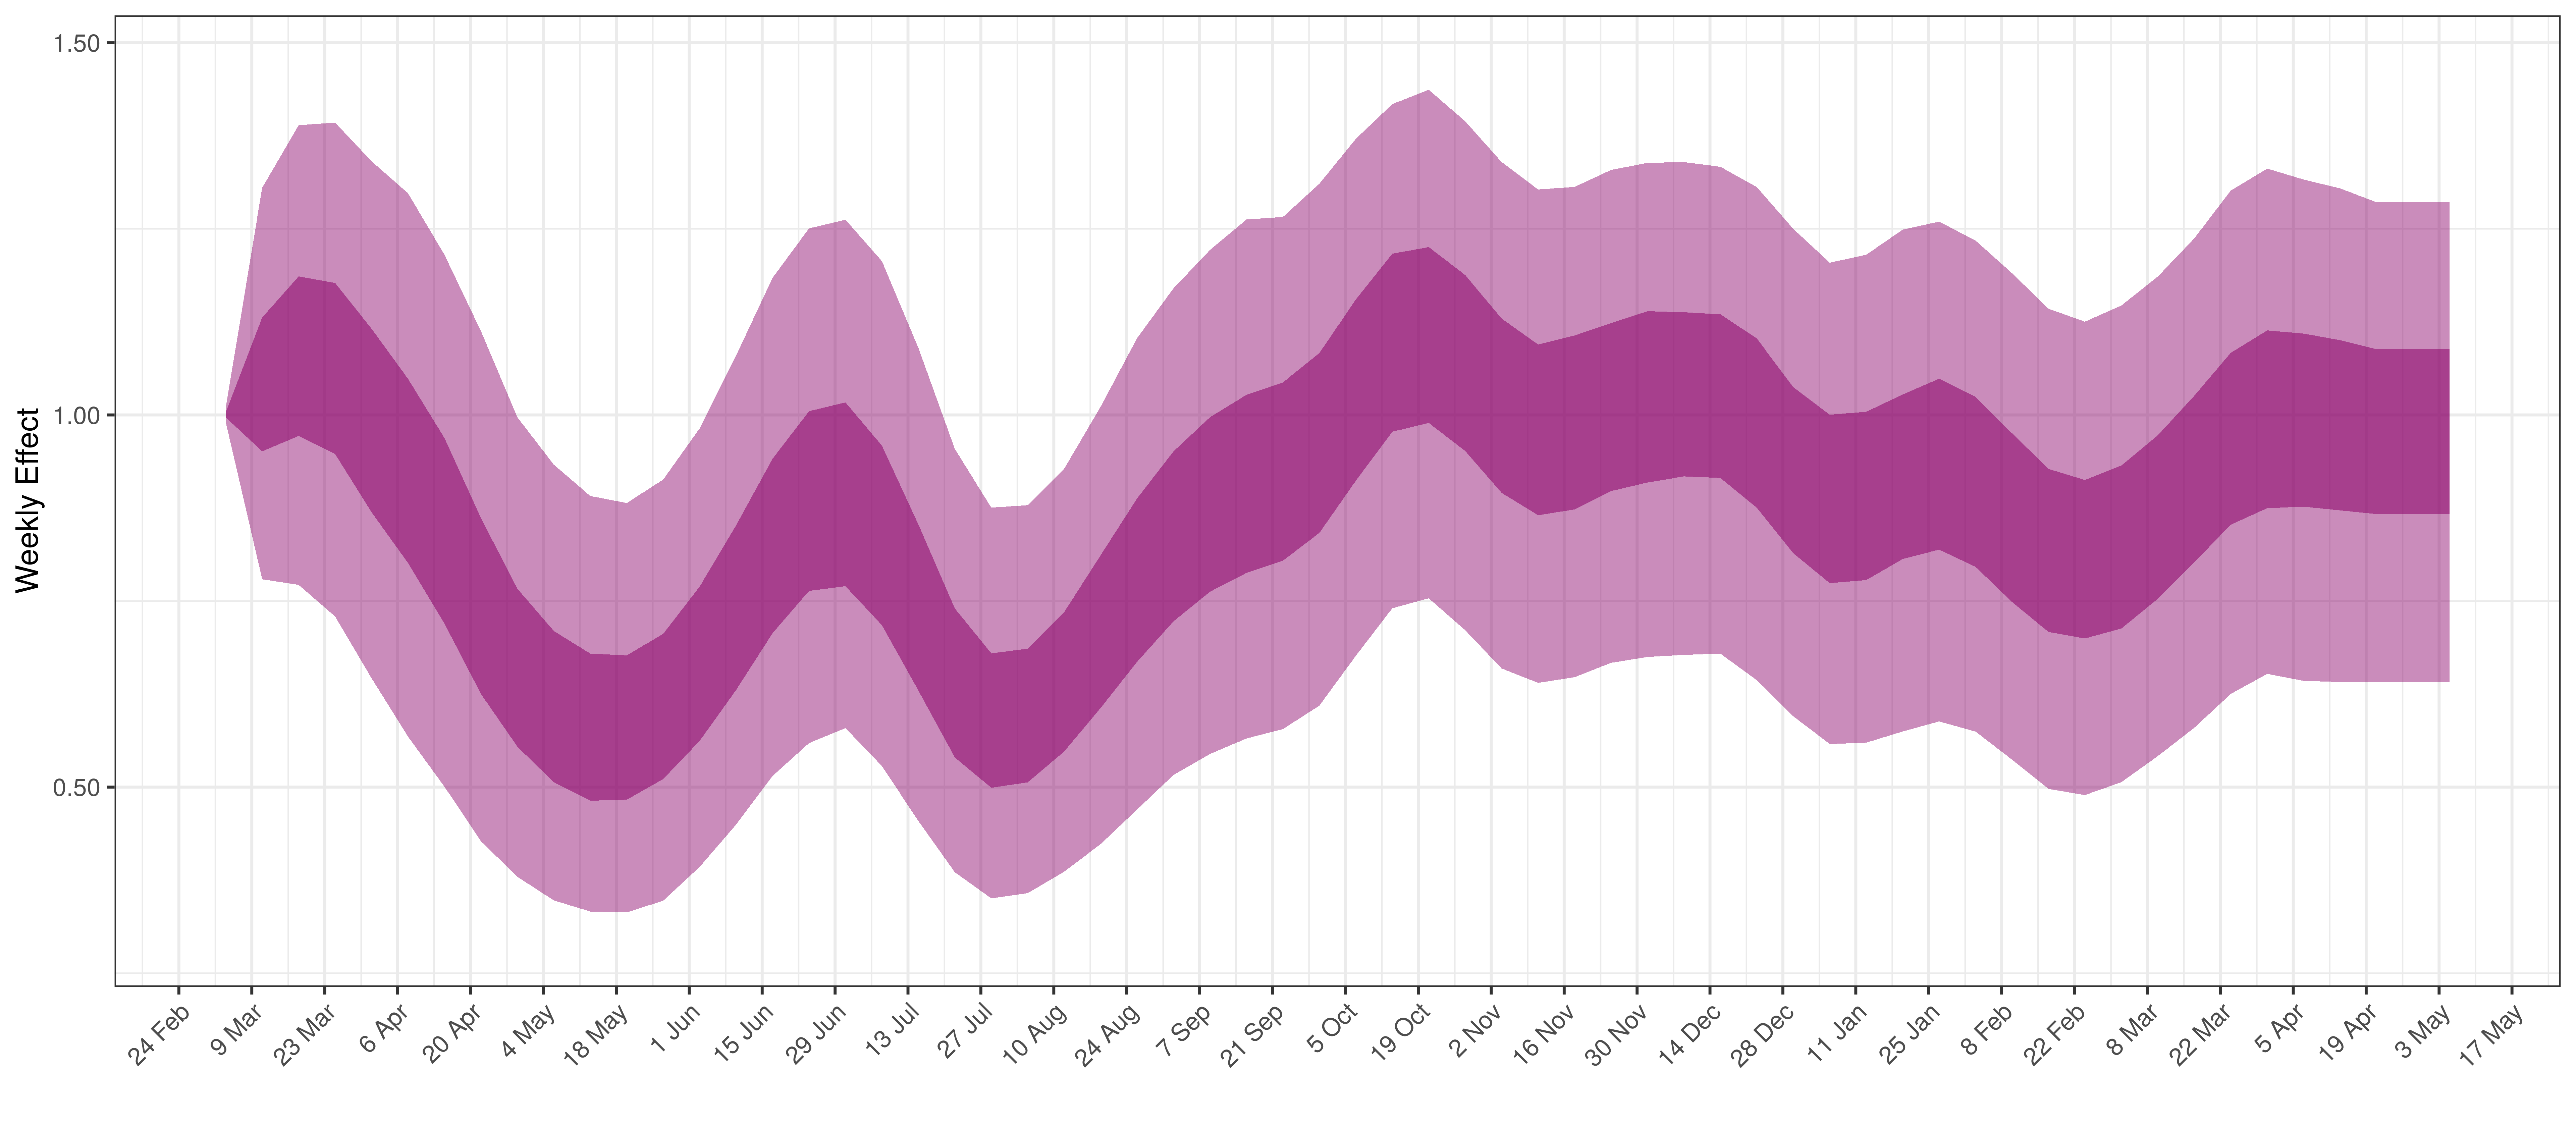 Weekly Effect
1.50
1.00
0.50
24 Feb
9 Mar
23 Mar
6 Apr
20 Apr
4 May
18 May
1 Jun
15 Jun
29 Jun
13 Jul
27 Jul
10 Aug
24 Aug
7 Sep
21 Sep
5 Oct
19 Oct
2 Nov
16 Nov
30 Nov
14 Dec
28 Dec
11 Jan
25 Jan
8 Feb
22 Feb
8 Mar
22 Mar
5 Apr
19 Apr
3 May
17 May